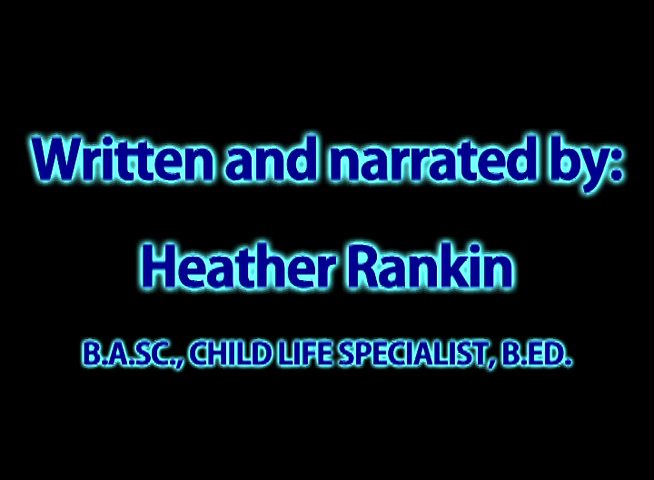 Written and narrated by:
Heather Rankin
B.A.SC., CHILD LIFE SPECIALIST, B.ED.